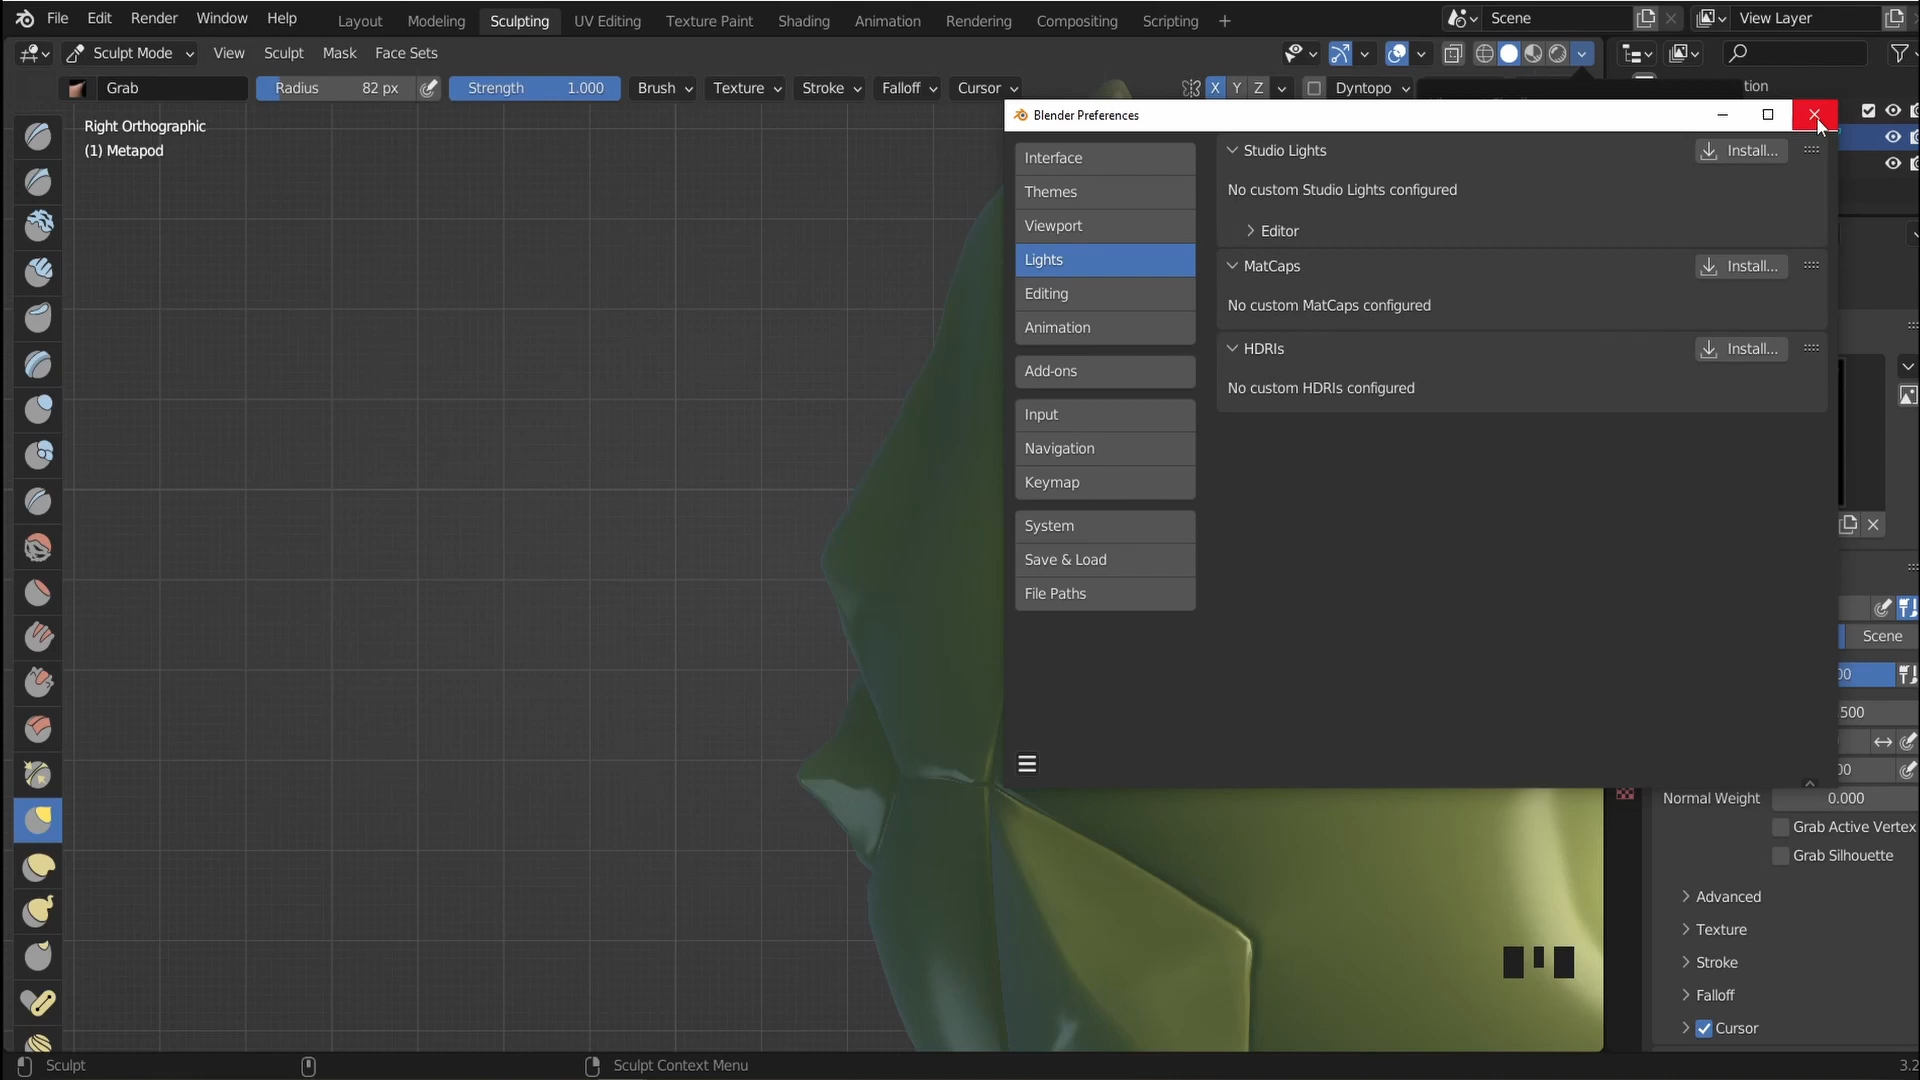 File Edit Render Window Help Layout Modeling Sculpting UV Editing Texture Paint Shading Animation Rendering Compositing Scripting Scene View Layer
Sculpt Mode View Sculpt Mask Face Sets
Grab Radius 82 px Strength 1.000 Brush Texture Stroke Falloff Cursor X Y Z Dyntopo
Right Orthographic
(1) Metapod
Blender Preferences
Interface
Themes
Viewport
Lights
Editing
Animation
Add-ons
Input
Navigation
Keymap
System
Save & Load
File Paths
Studio Lights Install...
No custom Studio Lights configured
Editor
MatCaps Install...
No custom MatCaps configured
HDRIs Install...
No custom HDRIs configured
tion
Scene
00
500
00
Normal Weight 0.000
Grab Active Vertex
Grab Silhouette
Advanced
Texture
Stroke
Falloff
Cursor
Sculpt Sculpt Context Menu 3.2